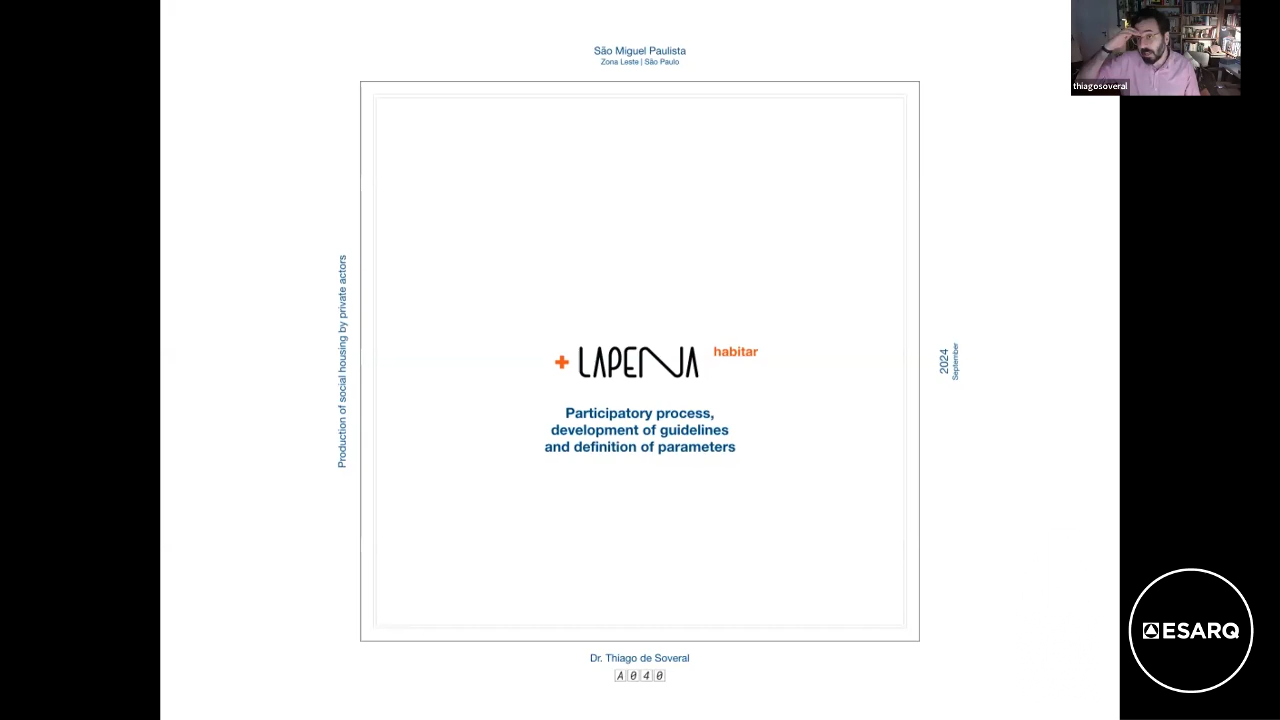 São Miguel Paulista
Zona Leste | São Paulo
thiagosoveral
Production of social housing by private actors
+ LAPENA habitar
Participatory process,
development of guidelines
and definition of parameters
2024
September
Dr. Thiago de Soveral
A040
ESARQ